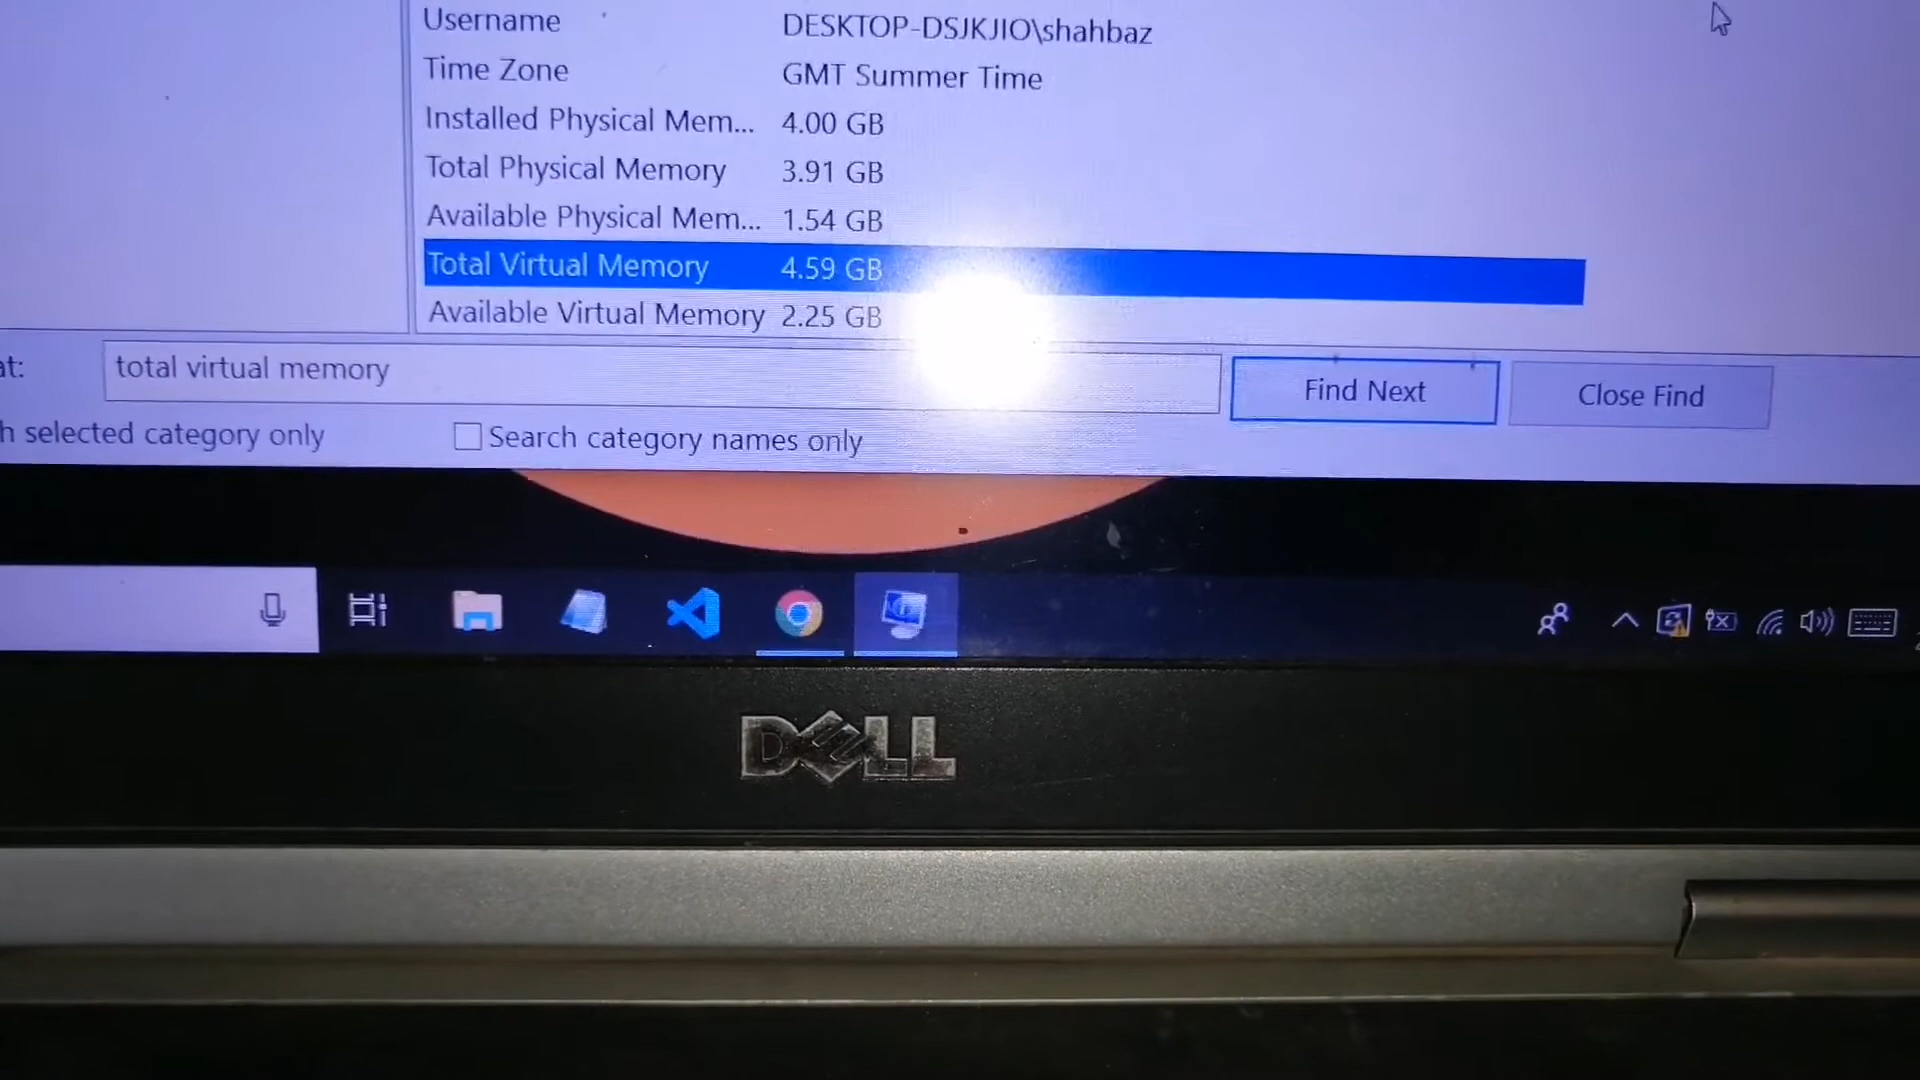 Username DESKTOP-DSJKJIO\shahbaz
Time Zone GMT Summer Time
Installed Physical Mem... 4.00 GB
Total Physical Memory 3.91 GB
Available Physical Mem... 1.54 GB
Total Virtual Memory 4.59 GB
Available Virtual Memory 2.25 GB
at: total virtual memory Find Next Close Find
h selected category only Search category names only
DELL